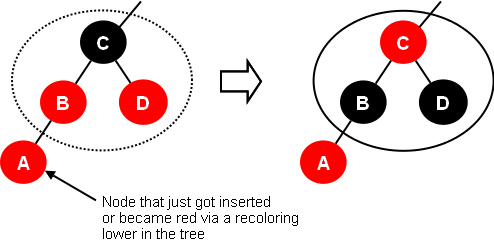 C
C
B
D
B
D
A
A
Node that just got inserted
or became red via a recoloring
lower in the tree